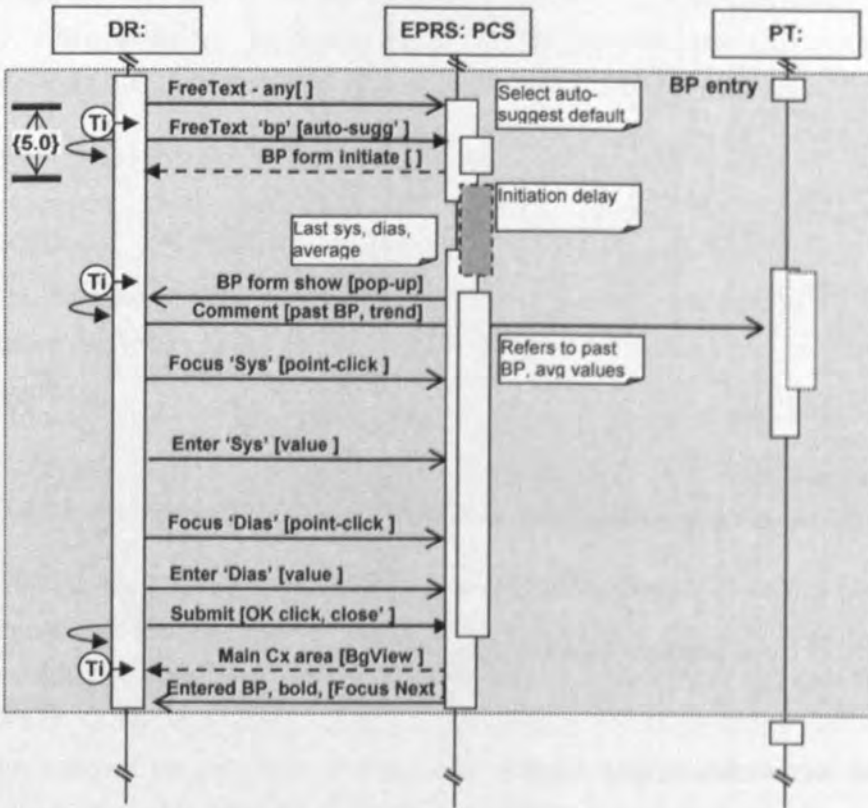 DR:
EPRS: PCS
PT:
BP entry
FreeText - any[ ]
Select auto-
suggest default
Ti
{5.0}
FreeText 'bp' [auto-sugg' ]
BP form initiate [ ]
Initiation delay
Last sys, dias,
average
Ti
BP form show [pop-up]
Comment [past BP, trend]
Refers to past
BP, avg values
Focus 'Sys' [point-click ]
Enter 'Sys' [value ]
Focus 'Dias' [point-click ]
Enter 'Dias' [value ]
Submit [OK click, close' ]
Ti
Main Cx area [BgView ]
Entered BP, bold, [Focus Next ]